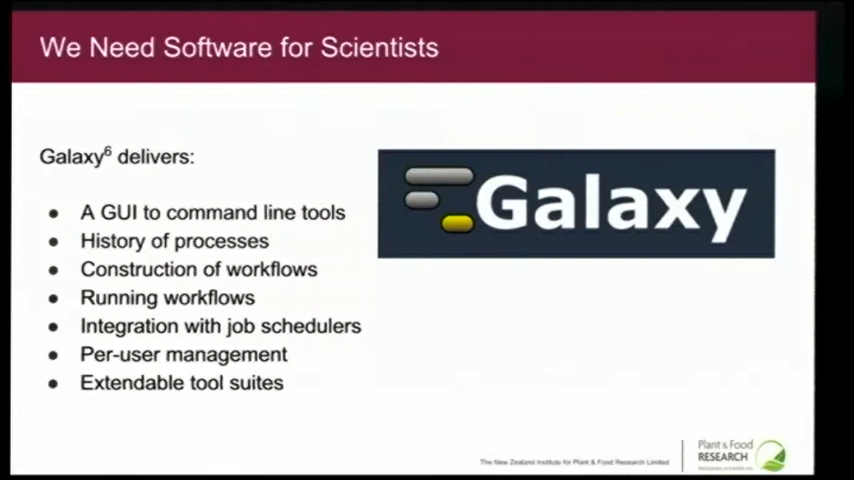 We Need Software for Scientists
Galaxy⁶ delivers:
● A GUI to command line tools
● History of processes
● Construction of workflows
● Running workflows
● Integration with job schedulers
● Per-user management
● Extendable tool suites
Galaxy
The New Zealand Institute for Plant & Food Research Limited
Plant & Food
RESEARCH